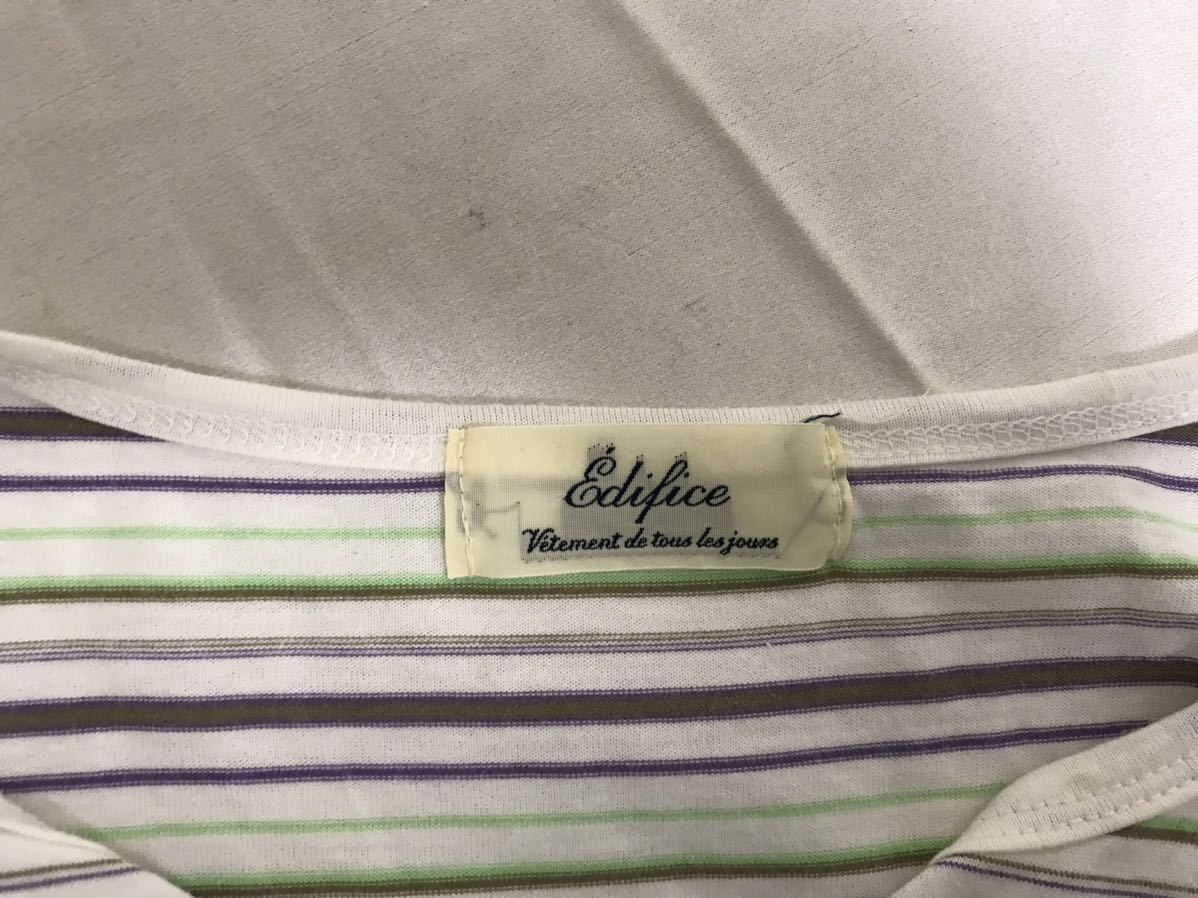 Édifice
Vêtement de tous les jours